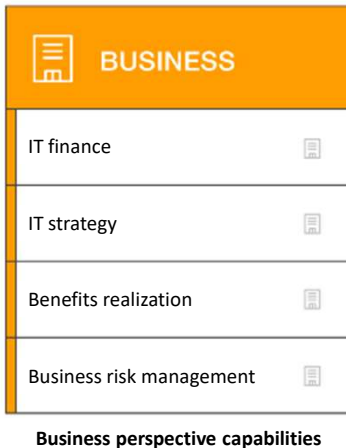 BUSINESS
IT finance
IT strategy
Benefits realization
Business risk management
Business perspective capabilities